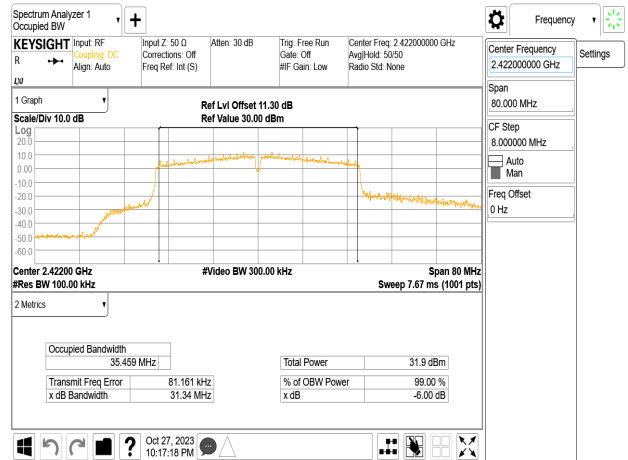 Spectrum Analyzer 1
Occupied BW
Frequency
KEYSIGHT
R
LXI
Input: RF
Coupling: DC
Align: Auto
Input Z: 50 Ω
Corrections: Off
Freq Ref: Int (S)
Atten: 30 dB
Trig: Free Run
Gate: Off
#IF Gain: Low
Center Freq: 2.422000000 GHz
Avg|Hold: 50/50
Radio Std: None
Center Frequency
2.422000000 GHz
Settings
Span
80.000 MHz
CF Step
8.000000 MHz
Auto
Man
Freq Offset
0 Hz
1 Graph
Scale/Div 10.0 dB
Ref Lvl Offset 11.30 dB
Ref Value 30.00 dBm
Log
20.0
10.0
0.00
-10.0
-20.0
-30.0
-40.0
-50.0
-60.0
Center 2.42200 GHz
#Res BW 100.00 kHz
#Video BW 300.00 kHz
Span 80 MHz
Sweep 7.67 ms (1001 pts)
2 Metrics
Occupied Bandwidth
35.459 MHz
Total Power 31.9 dBm
Transmit Freq Error 81.161 kHz
% of OBW Power 99.00 %
x dB Bandwidth 31.34 MHz
x dB -6.00 dB
?
Oct 27, 2023
10:17:18 PM